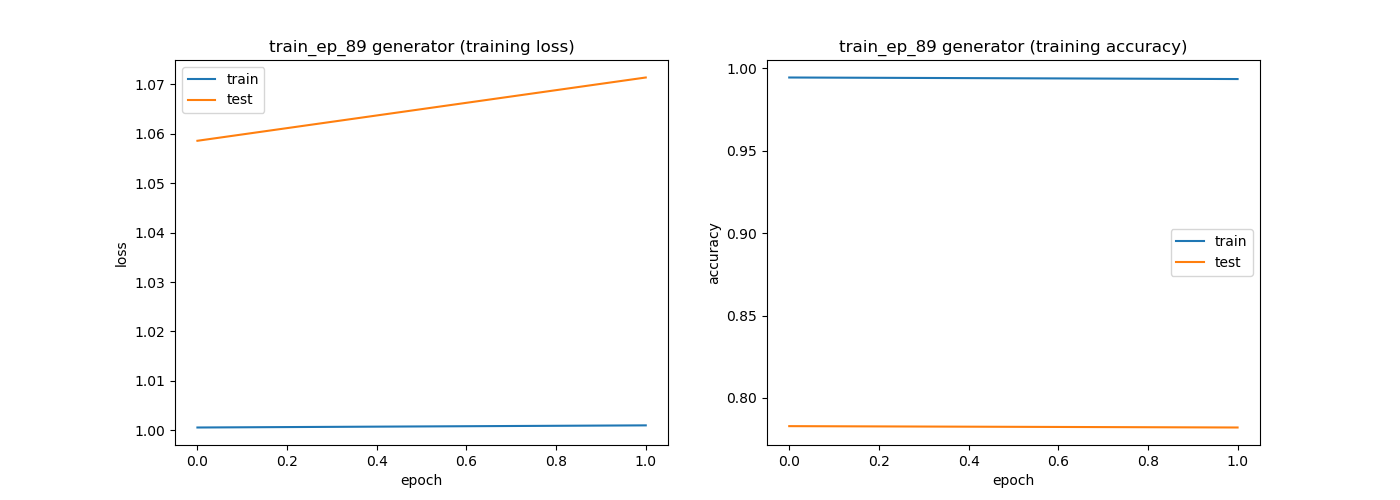 train_ep_89 generator (training loss)
train
test
1.07
1.06
1.05
1.04
1.03
1.02
1.01
1.00
loss
0.0 0.2 0.4 0.6 0.8 1.0
epoch
train_ep_89 generator (training accuracy)
1.00
0.95
0.90
0.85
0.80
accuracy
train
test
0.0 0.2 0.4 0.6 0.8 1.0
epoch